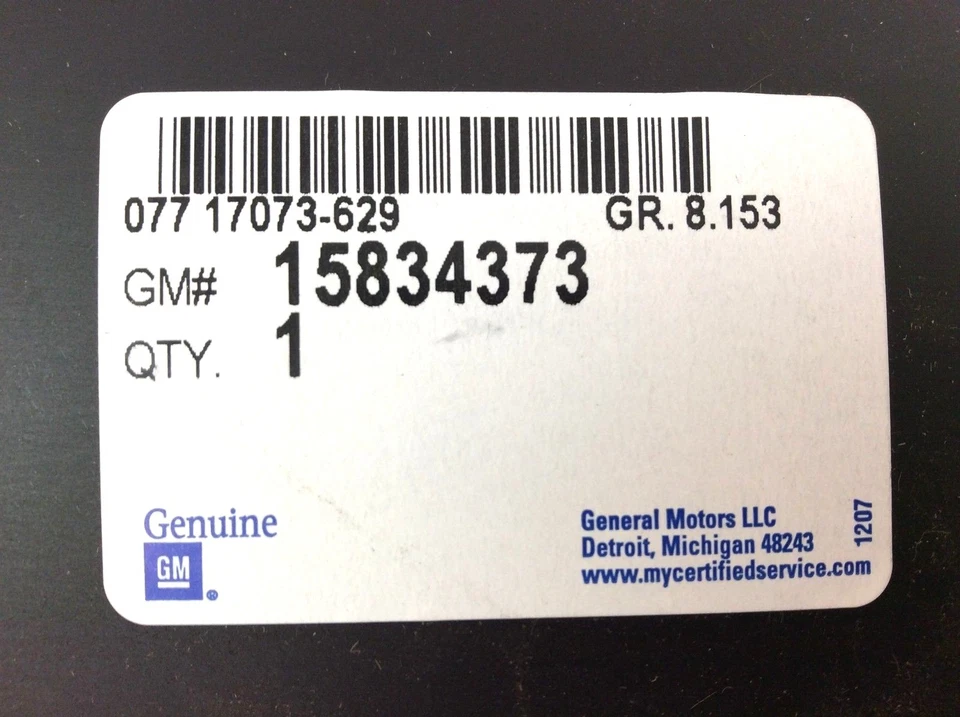 077 17073-629 GR. 8.153
GM# 15834373
QTY. 1
Genuine
GM ®
General Motors LLC
Detroit, Michigan 48243
www.mycertifiedservice.com
1207